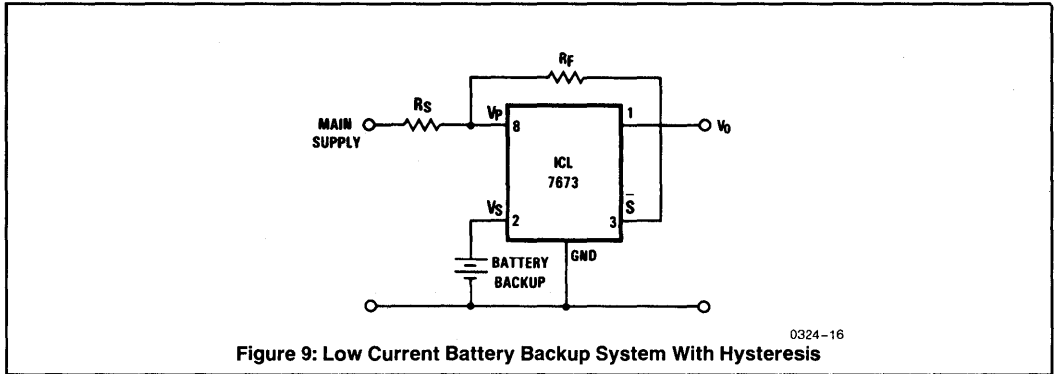 RF
RS
MAIN
SUPPLY
VP
8
1
VO
ICL
7673
VS
2
S̅
3
GND
BATTERY
BACKUP
0324-16
Figure 9: Low Current Battery Backup System With Hysteresis